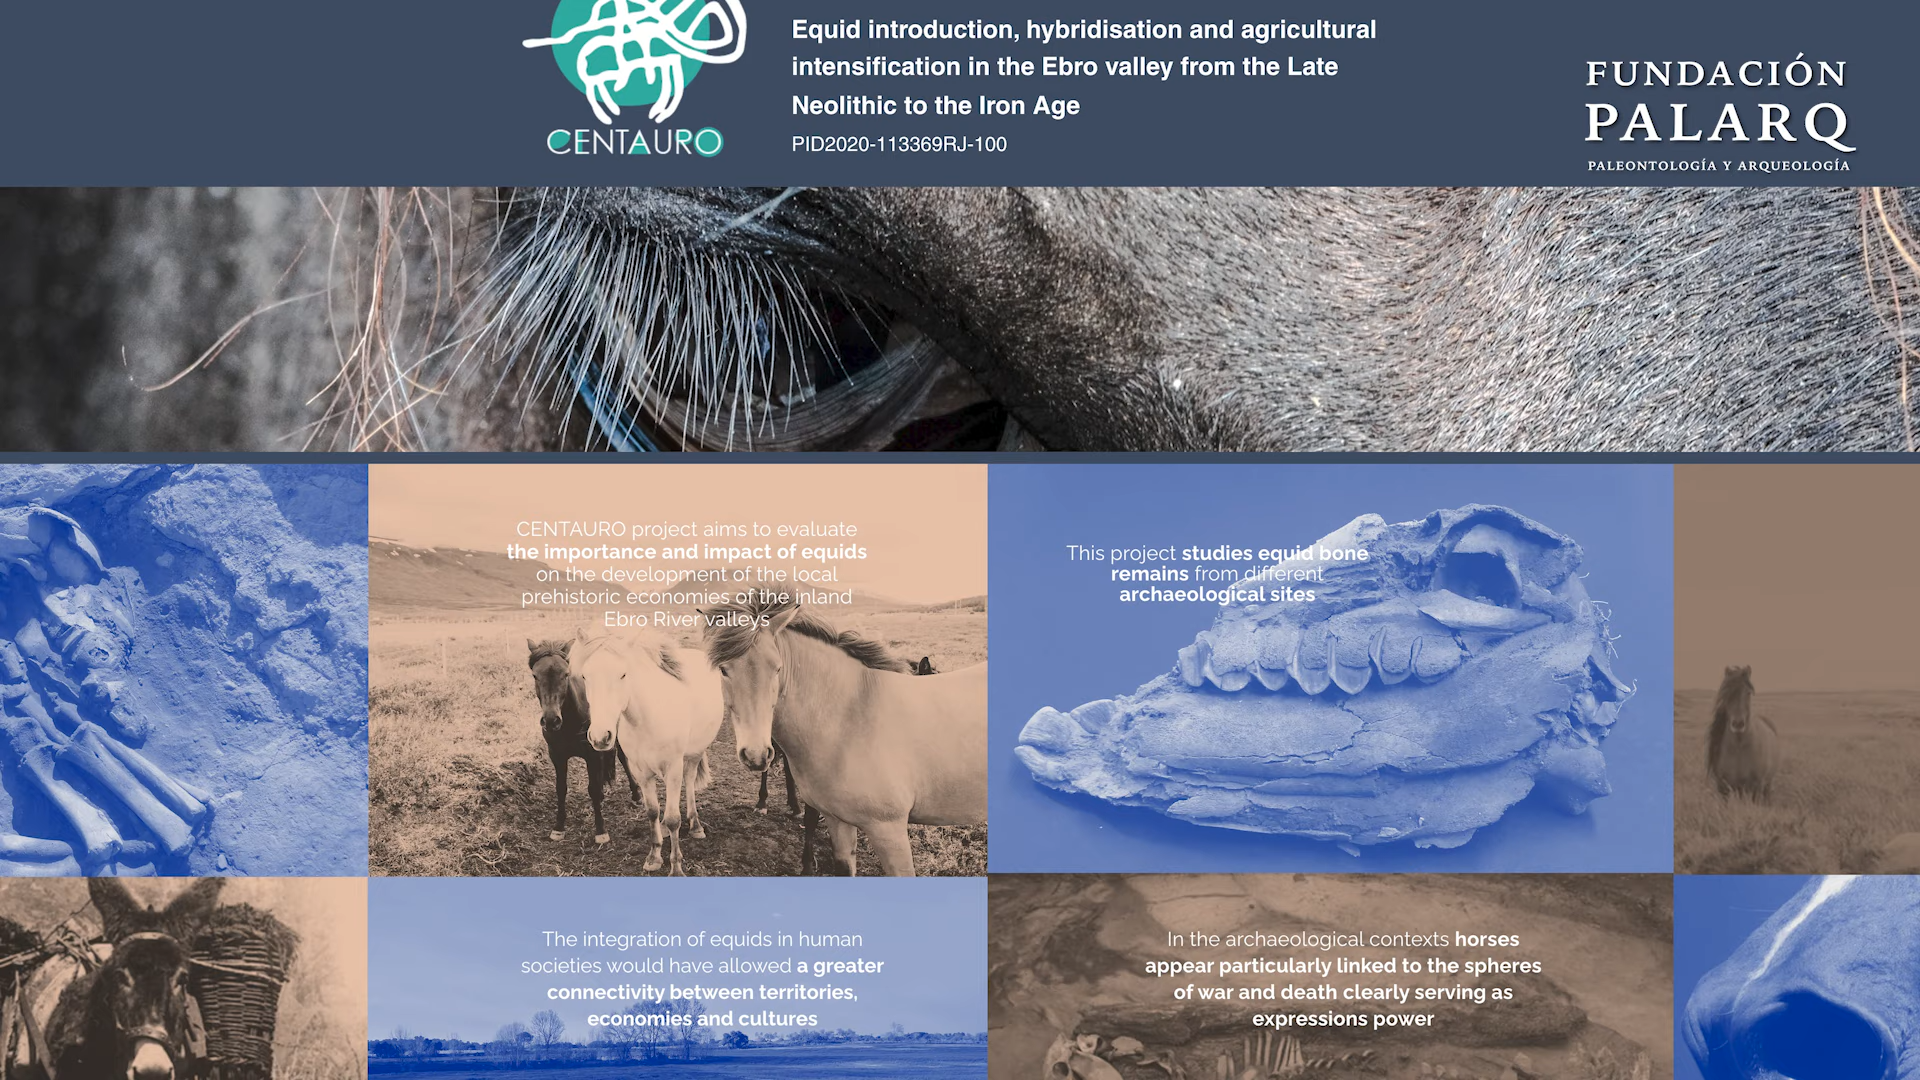 Equid introduction, hybridisation and agricultural
intensification in the Ebro valley from the Late
Neolithic to the Iron Age
PID2020-113369RJ-100
CENTAURO
FUNDACIÓN
PALARQ
PALEONTOLOGÍA Y ARQUEOLOGÍA
CENTAURO project aims to evaluate
the importance and impact of equids
on the development of the local
prehistoric economies of the inland
Ebro River valleys
This project studies equid bone
remains from different
archaeological sites
The integration of equids in human
societies would have allowed a greater
connectivity between territories,
economies and cultures
In the archaeological contexts horses
appear particularly linked to the spheres
of war and death clearly serving as
expressions power